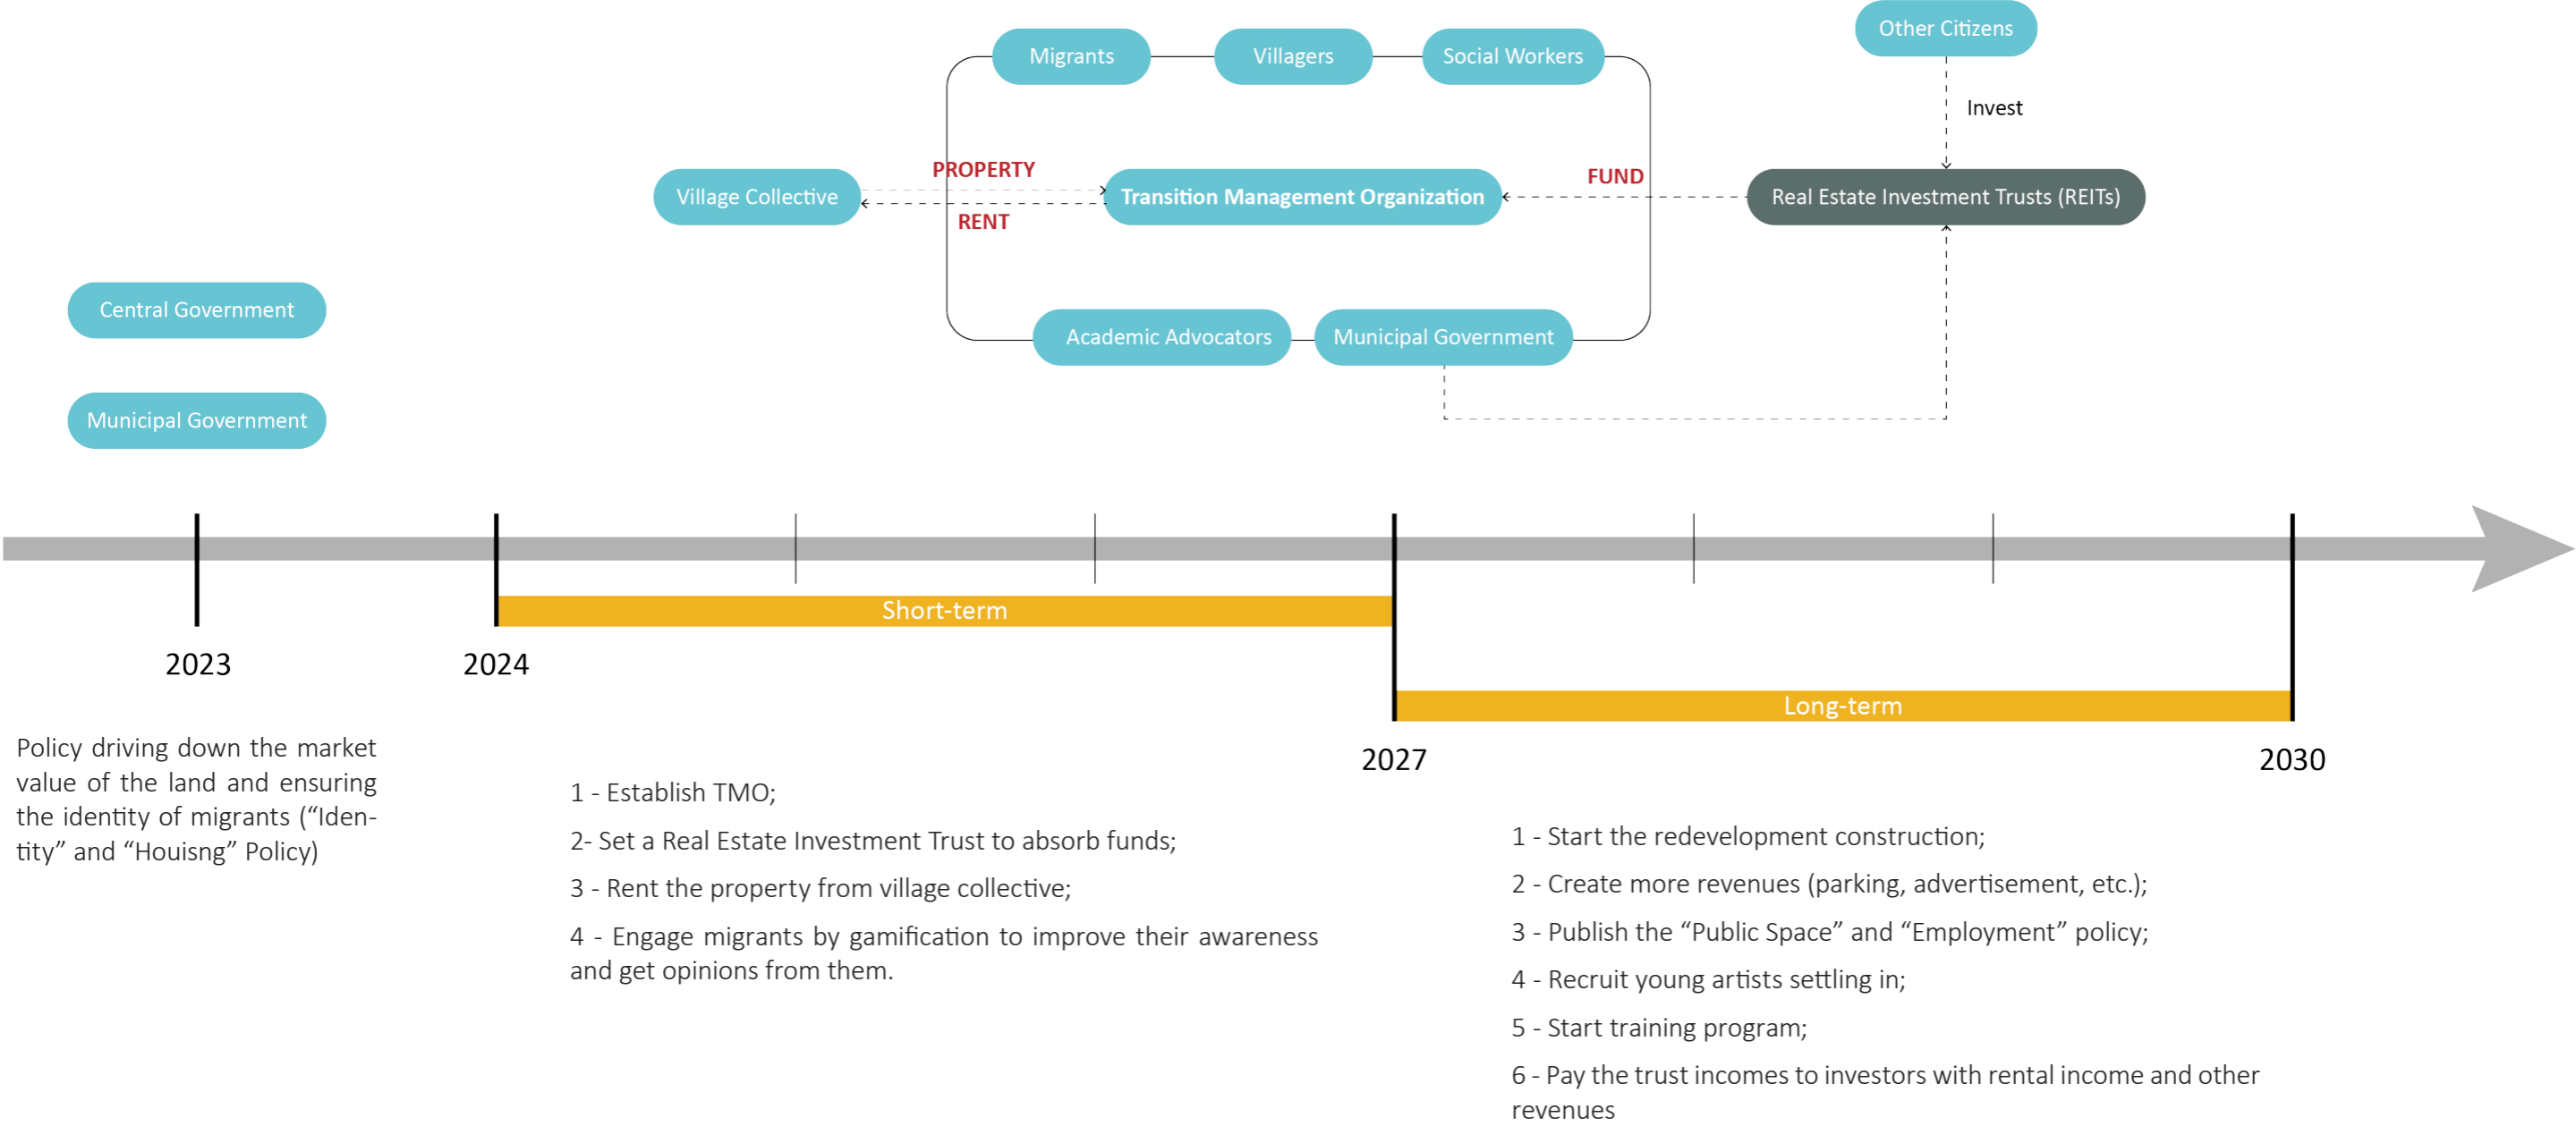 Other Citizens
Migrants
Villagers
Social Workers
Invest
PROPERTY
FUND
Village Collective
Transition Management Organization
Real Estate Investment Trusts (REITs)
RENT
Central Government
Academic Advocators
Municipal Government
Municipal Government
Short-term
2023
2024
Long-term
2027
2030
Policy driving down the market
value of the land and ensuring
the identity of migrants (“Iden-
tity” and “Houisng” Policy)
1 - Establish TMO;
2- Set a Real Estate Investment Trust to absorb funds;
3 - Rent the property from village collective;
4 - Engage migrants by gamification to improve their awareness
and get opinions from them.
1 - Start the redevelopment construction;
2 - Create more revenues (parking, advertisement, etc.);
3 - Publish the “Public Space” and “Employment” policy;
4 - Recruit young artists settling in;
5 - Start training program;
6 - Pay the trust incomes to investors with rental income and other
revenues